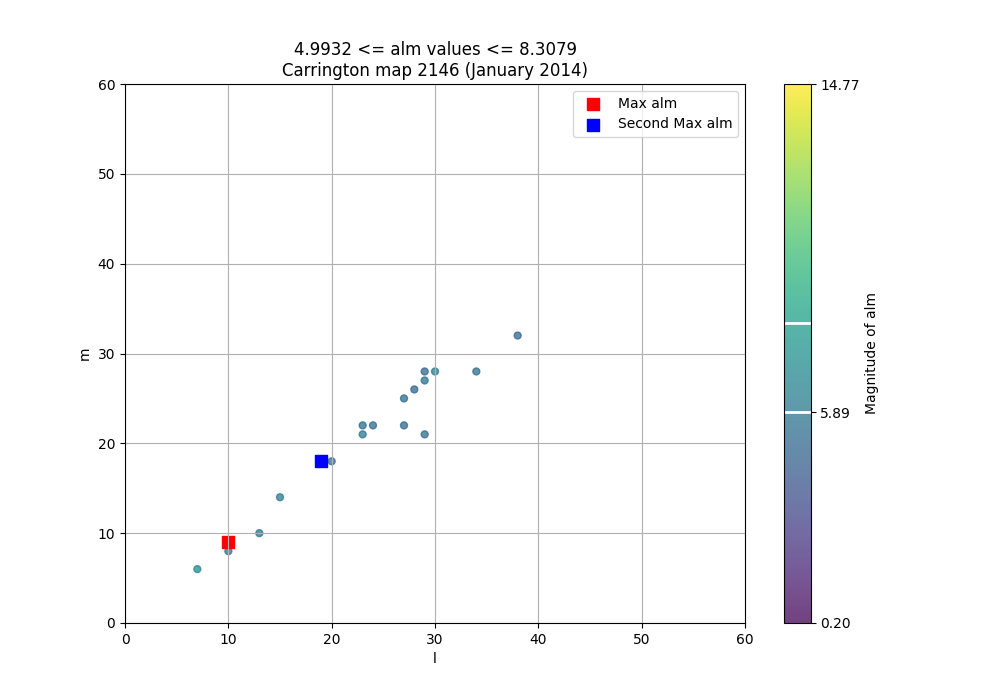 4.9932 <= alm values <= 8.3079
Carrington map 2146 (January 2014)
Max alm
Second Max alm
60
50
40
30
20
10
0
m
0 10 20 30 40 50 60
l
14.77
5.89
0.20
Magnitude of alm